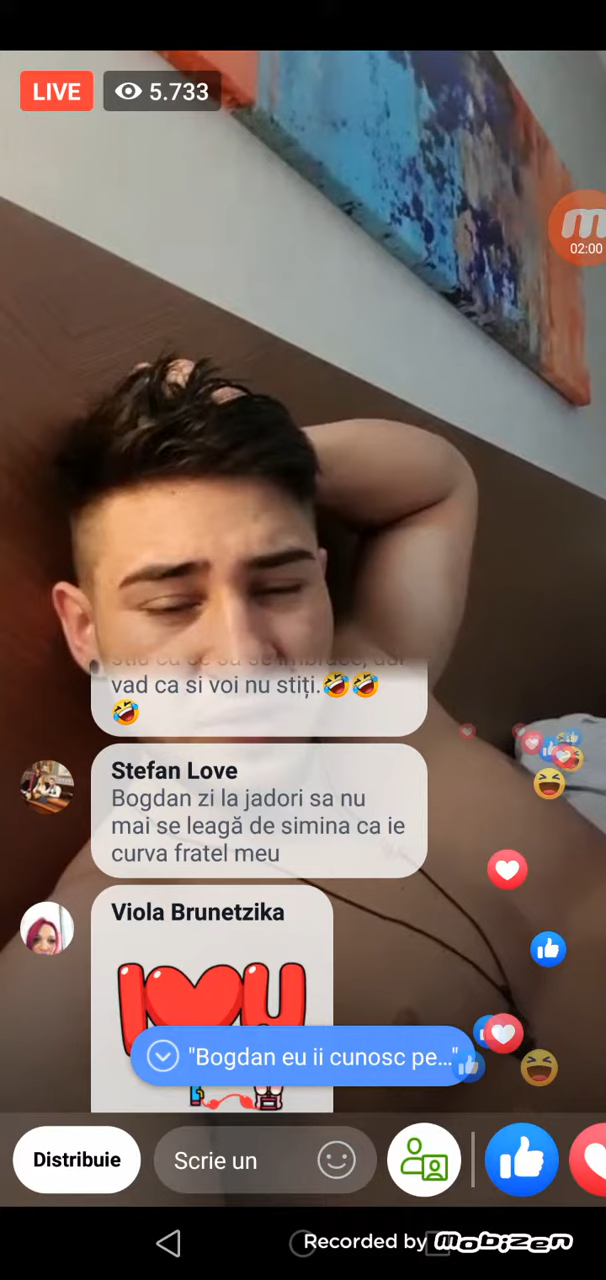 LIVE 5.733
m
02:00
vad ca si voi nu stiți.🤣🤣
🤣
Stefan Love
Bogdan zi la jadori sa nu
mai se leagă de simina ca ie
curva fratel meu
Viola Brunetzika
I❤U
"Bogdan eu ii cunosc pe..."
Distribuie
Scrie un
Recorded by Mobizen